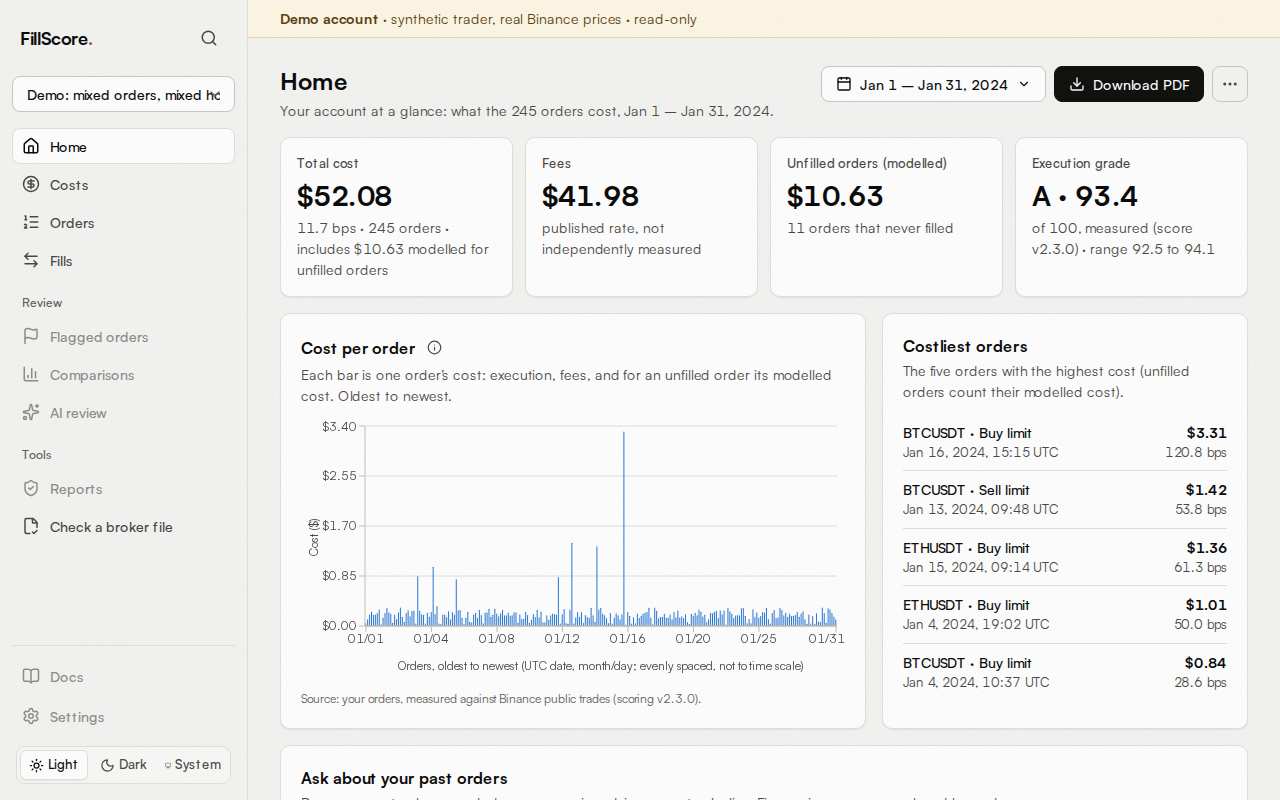 FillScore.
Demo: mixed orders, mixed
Home
Costs
Orders
Fills
Review
Flagged orders
Comparisons
AI review
Tools
Reports
Check a broker file
Docs
Settings
Light
Dark
System
Demo account · synthetic trader, real Binance prices · read-only
Home
Your account at a glance: what the 245 orders cost, Jan 1 — Jan 31, 2024.
Jan 1 — Jan 31, 2024
Download PDF
Total cost
$52.08
11.7 bps · 245 orders ·
includes $10.63 modelled for
unfilled orders
Fees
$41.98
published rate, not
independently measured
Unfilled orders (modelled)
$10.63
11 orders that never filled
Execution grade
A · 93.4
of 100, measured (score
v2.3.0) · range 92.5 to 94.1
Cost per order
Each bar is one order's cost: execution, fees, and for an unfilled order its modelled
cost. Oldest to newest.
Cost ($)
$3.40
$2.55
$1.70
$0.85
$0.00
01/01
01/04
01/08
01/12
01/16
01/20
01/25
01/31
Orders, oldest to newest (UTC date, month/day; evenly spaced, not to time scale)
Source: your orders, measured against Binance public trades (scoring v2.3.0).
Costliest orders
The five orders with the highest cost (unfilled
orders count their modelled cost).
BTCUSDT · Buy limit
$3.31
Jan 16, 2024, 15:15 UTC
120.8 bps
BTCUSDT · Sell limit
$1.42
Jan 13, 2024, 09:48 UTC
53.8 bps
ETHUSDT · Buy limit
$1.36
Jan 15, 2024, 09:14 UTC
61.3 bps
ETHUSDT · Buy limit
$1.01
Jan 4, 2024, 19:02 UTC
50.0 bps
BTCUSDT · Buy limit
$0.84
Jan 4, 2024, 10:37 UTC
28.6 bps
Ask about your past orders